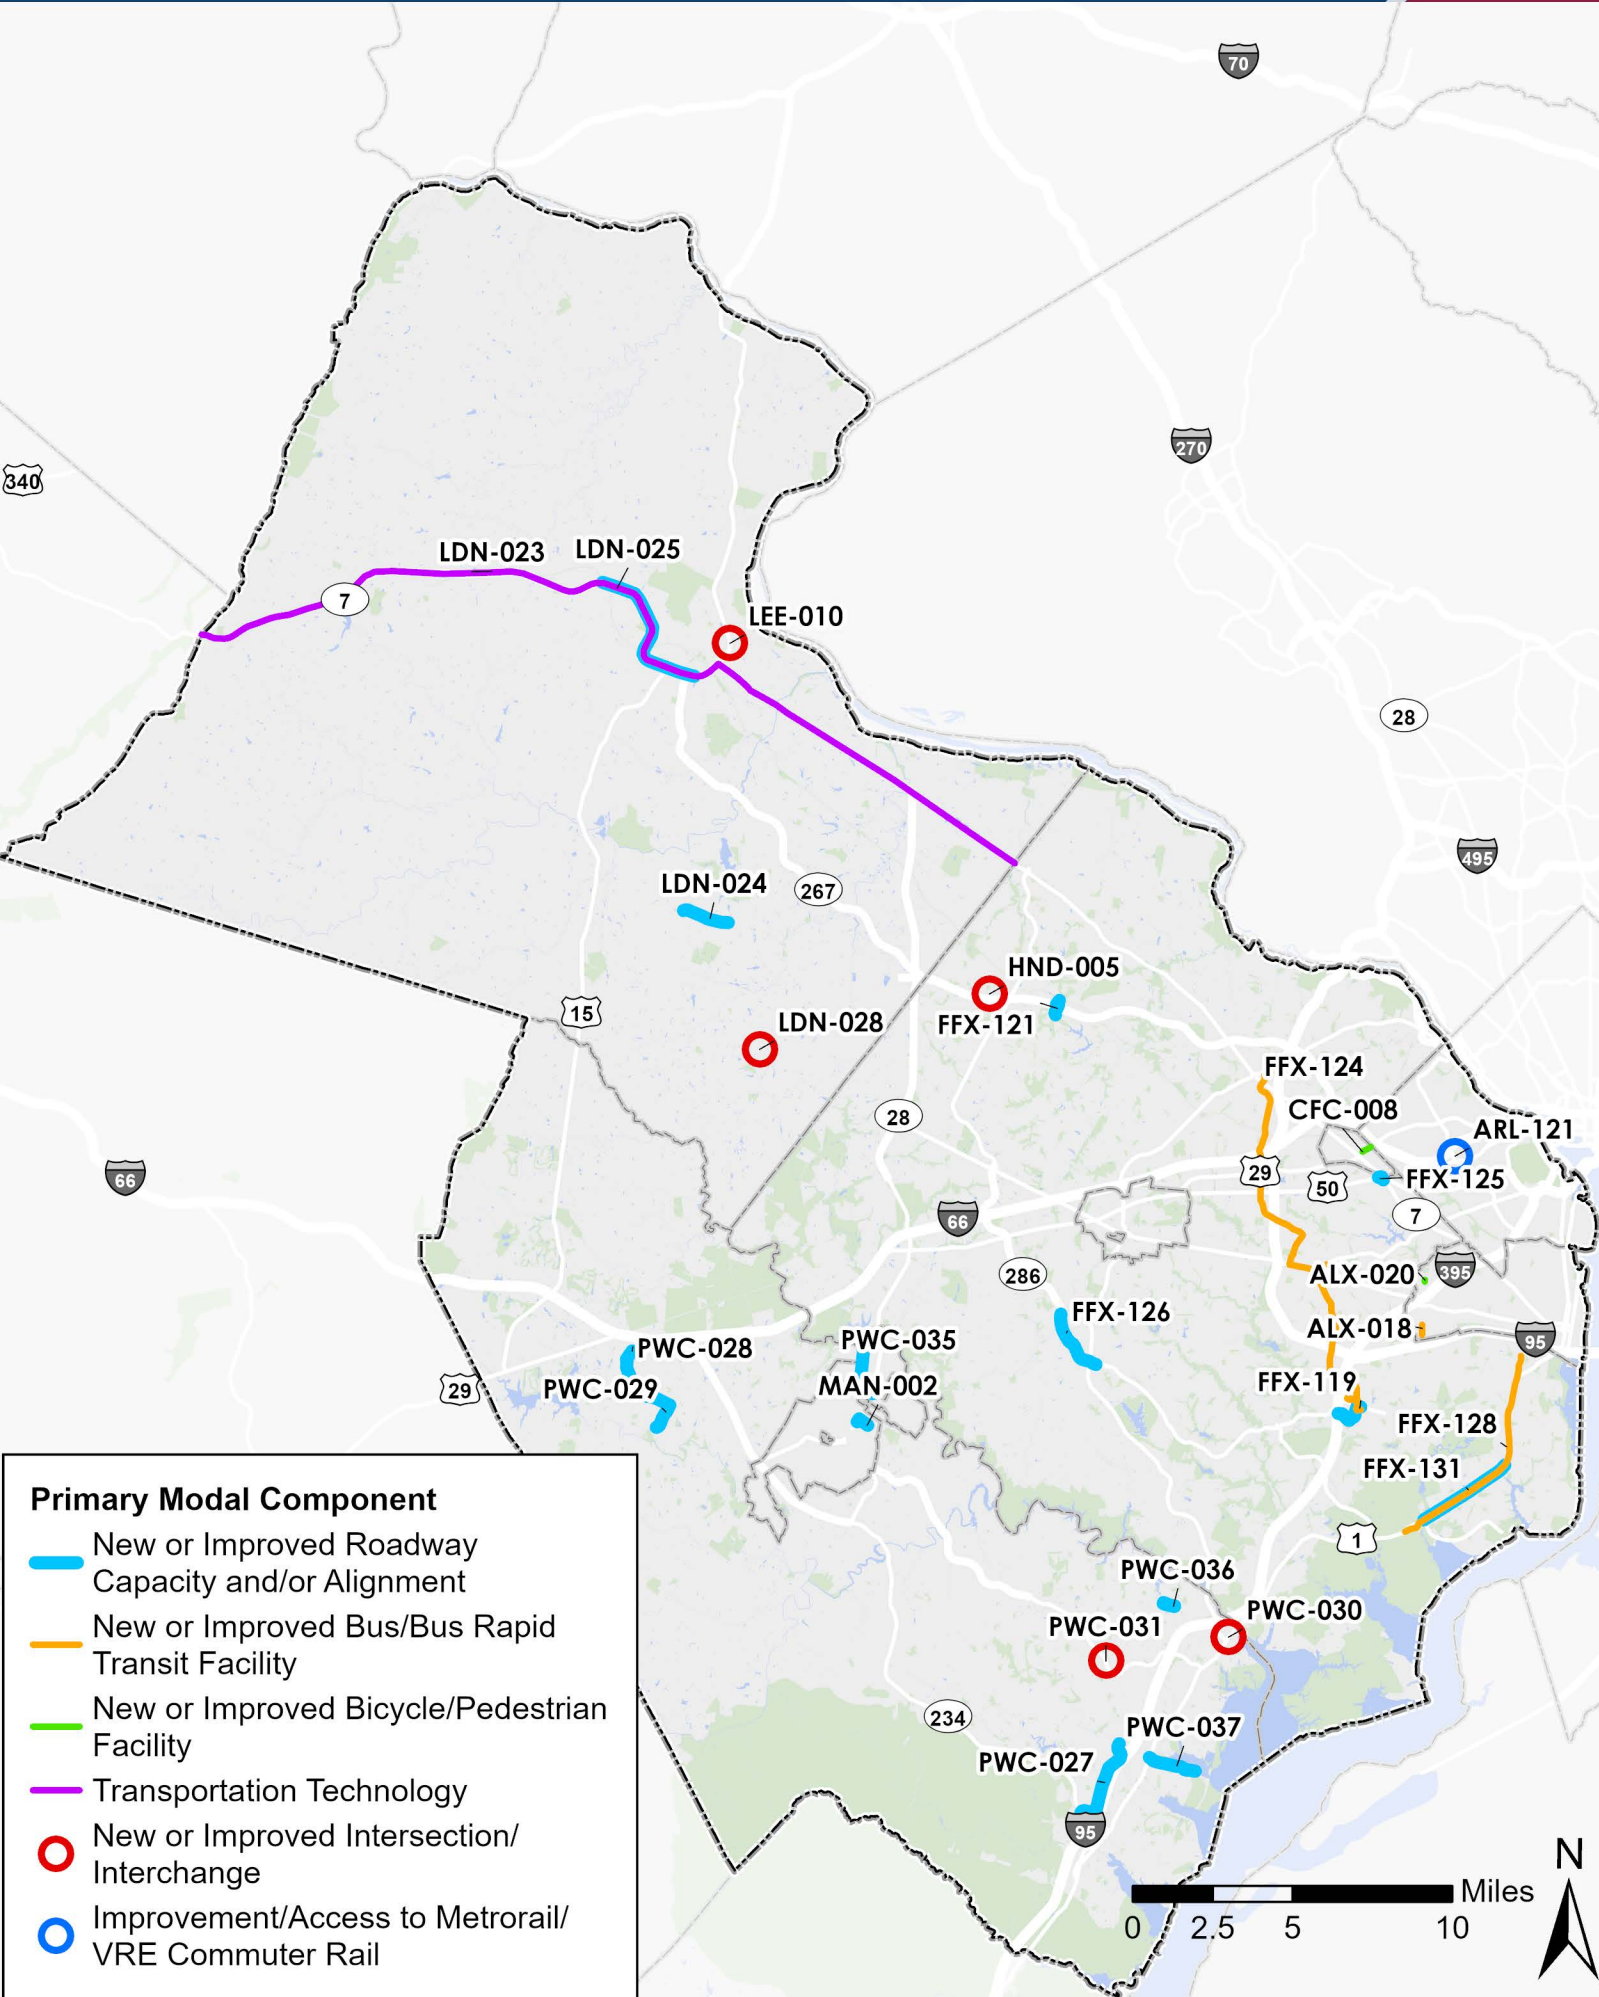 70
270
340
LDN-023 LDN-025
7
LEE-010
28
495
LDN-024
267
HND-005
15
LDN-028
FFX-121
FFX-124
28
CFC-008
ARL-121
66
29
50
FFX-125
66
7
286
ALX-020
395
FFX-126
ALX-018
PWC-028
PWC-035
95
29
PWC-029
MAN-002
FFX-119
FFX-128
FFX-131
1
PWC-036
PWC-031
PWC-030
234
PWC-037
PWC-027
95
Primary Modal Component
New or Improved Roadway
Capacity and/or Alignment
New or Improved Bus/Bus Rapid
Transit Facility
New or Improved Bicycle/Pedestrian
Facility
Transportation Technology
New or Improved Intersection/
Interchange
Improvement/Access to Metrorail/
VRE Commuter Rail
N
Miles
0 2.5 5 10